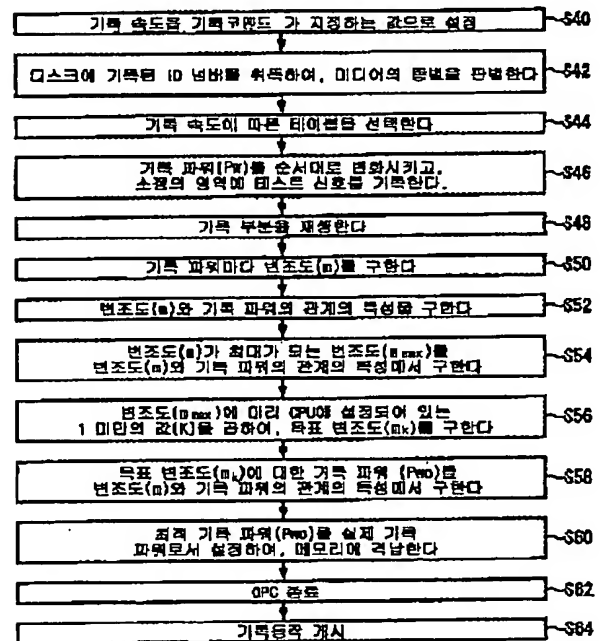 기록 속도를 기록코맨드 가 지정하는 값으로 설정
S40
디스크에 기록된 ID 넘버를 취득하여, 미디어의 종별을 판별한다
S42
기록 속도에 따른 테이블을 선택한다
S44
기록 파워(Pw)를 순서대로 변화시키고,
소정의 영역에 테스트 신호를 기록한다.
S46
기록 부분을 재생한다
S48
기록 파워마다 변조도(m)를 구한다
S50
변조도(m)와 기록 파워의 관계의 특성을 구한다
S52
변조도(m)가 최대가 되는 변조도(mmax)를
변조도(m)와 기록 파워의 관계의 특성에서 구한다
S54
변조도(mmax)에 미리 CPU에 설정되어 있는
1 미만의 값[K]을 곱하여, 목표 변조도(mk)를 구한다
S56
목표 변조도(mk)에 대한 기록 파워 (Pwo)를
변조도(m)와 기록 파워의 관계의 특성에서 구한다
S58
최적 기록 파워(Pwo)를 실제 기록
파워로서 설정하여, 메모리에 격납한다
S60
OPC 종료
S62
기록동작 개시
S64